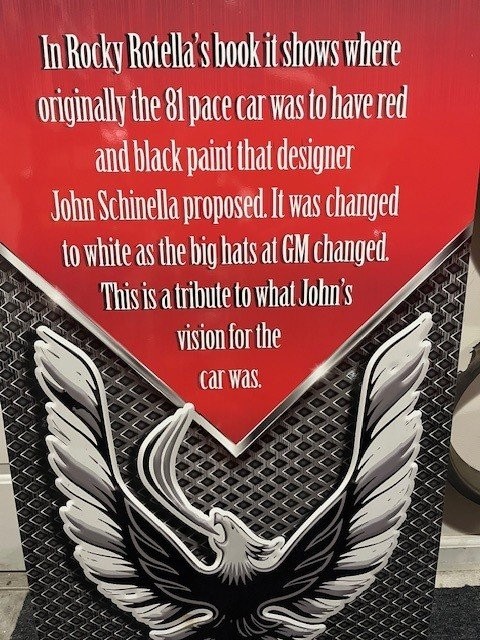 In Rocky Rotella's book it shows where
originally the 81 pace car was to have red
and black paint that designer
John Schinella proposed. It was changed
to white as the big hats at GM changed.
This is a tribute to what John's
vision for the
car was.